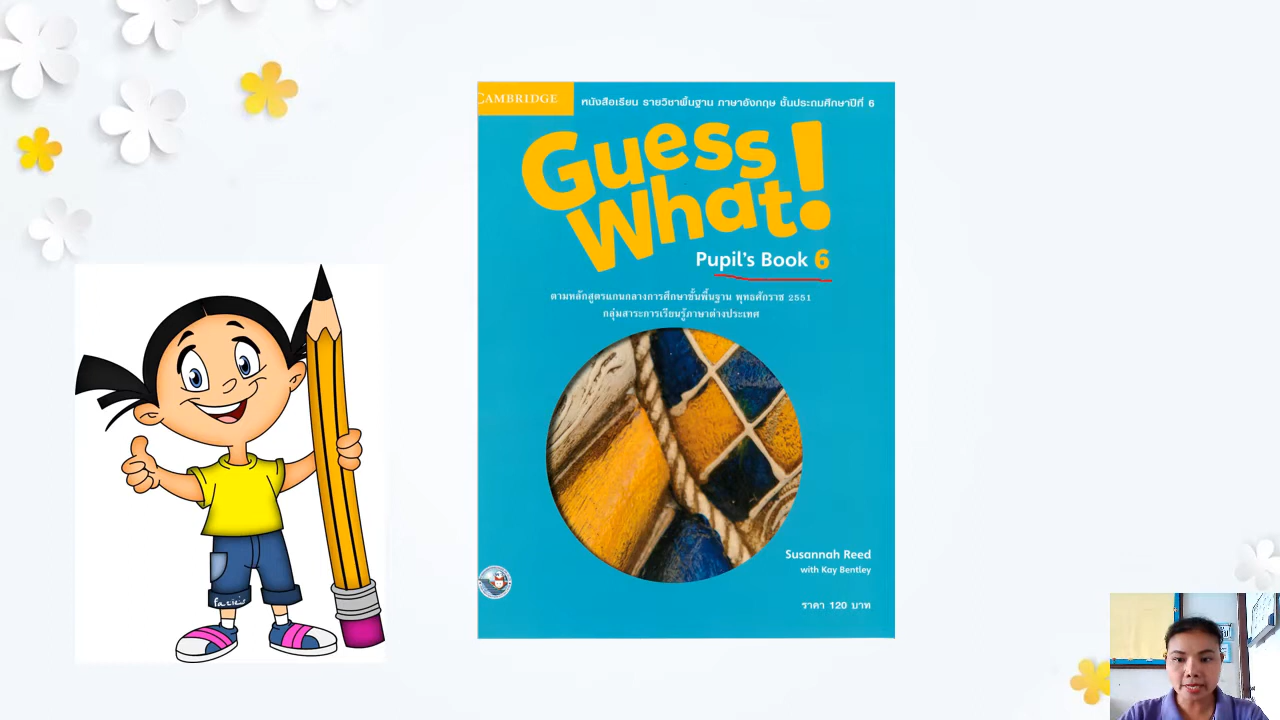 CAMBRIDGE
หนังสือเรียน รายวิชาพื้นฐาน ภาษาอังกฤษ ชั้นประถมศึกษาปีที่ 6
Guess
What!
Pupil's Book 6
ตามหลักสูตรแกนกลางการศึกษาขั้นพื้นฐาน พุทธศักราช 2551
กลุ่มสาระการเรียนรู้ภาษาต่างประเทศ
Susannah Reed
with Kay Bentley
ราคา 120 บาท